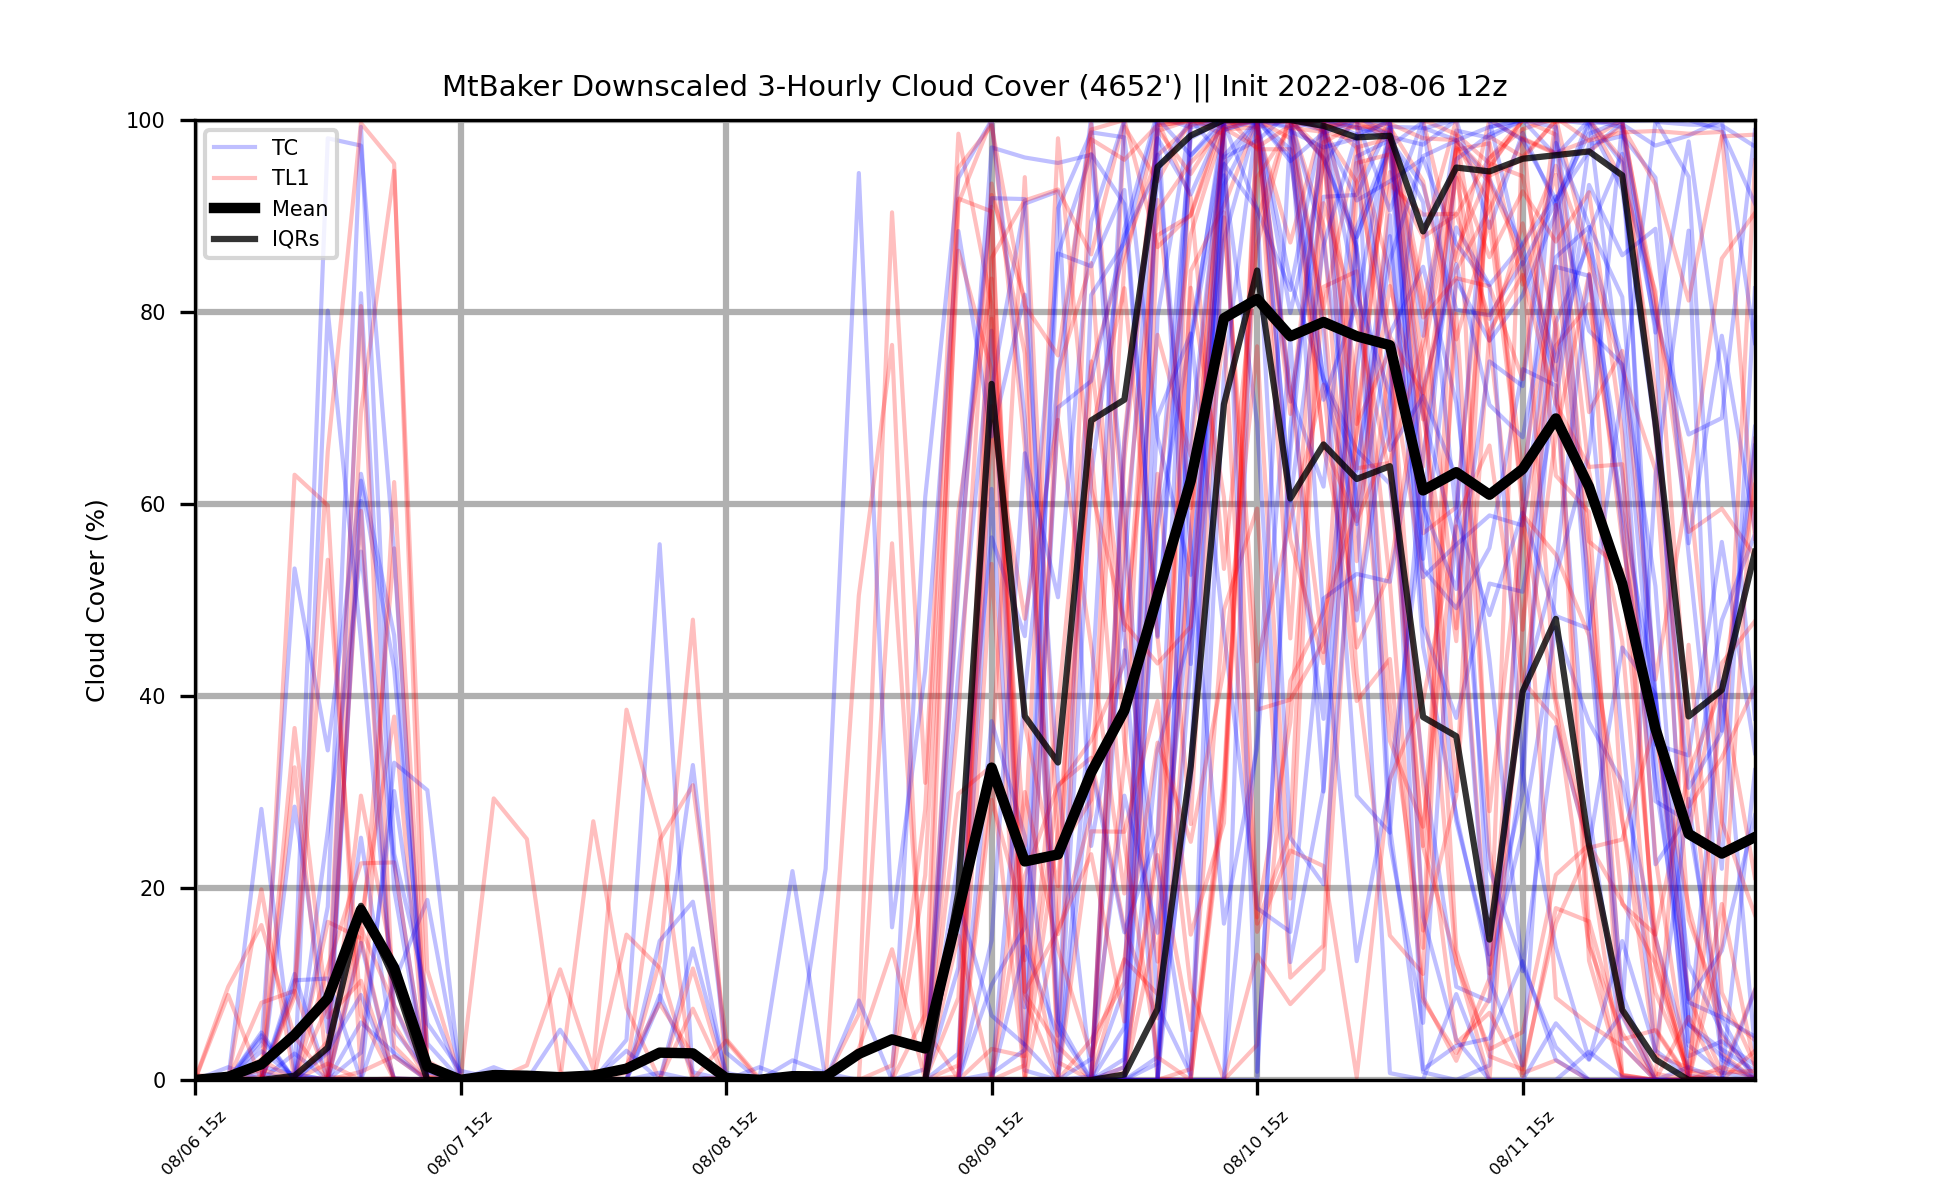 MtBaker Downscaled 3-Hourly Cloud Cover (4652') || Init 2022-08-06 12z
Cloud Cover (%)
100
80
60
40
20
0
TC
TL1
Mean
IQRs
08/06 15z
08/07 15z
08/08 15z
08/09 15z
08/10 15z
08/11 15z